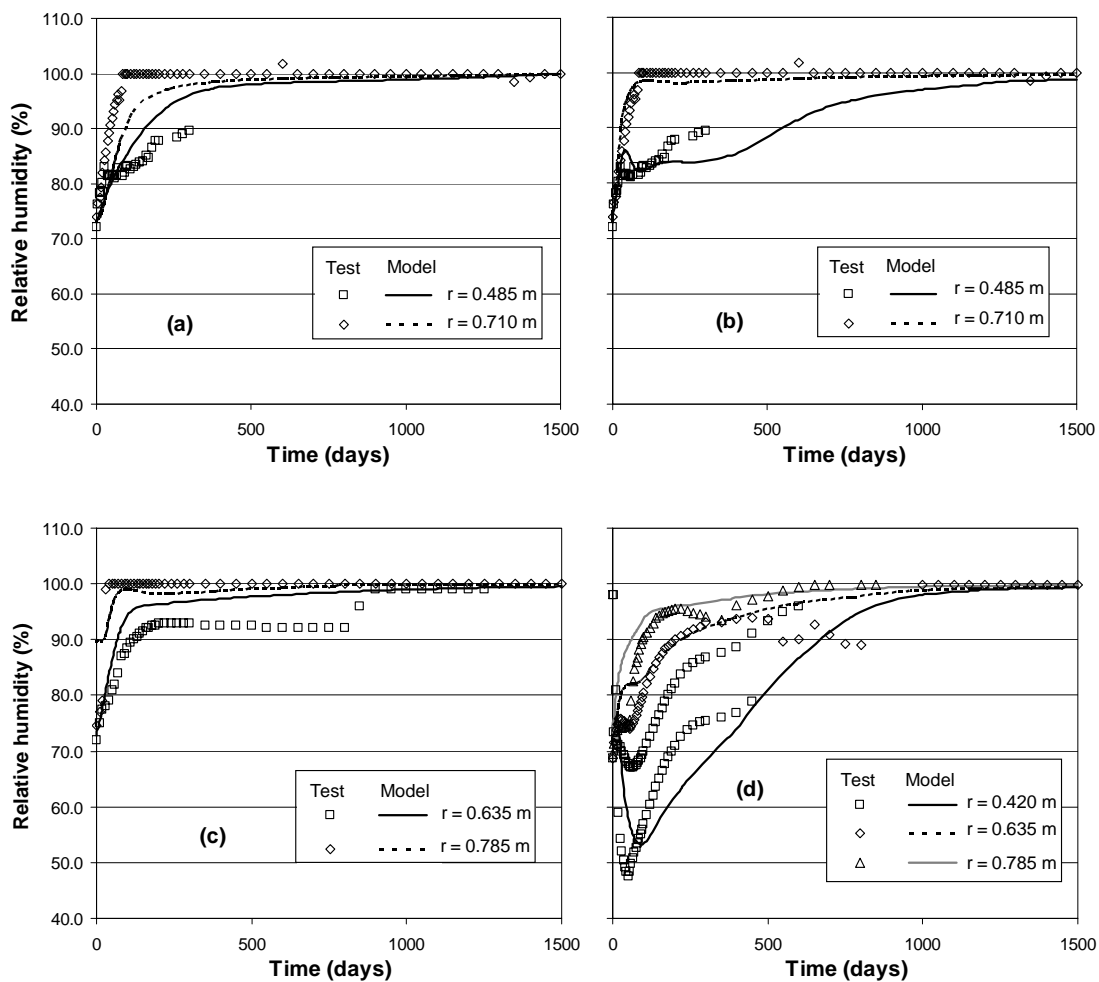 110.0
100.0
90.0
80.0
70.0
60.0
50.0
40.0
Relative humidity (%)
Test Model
r = 0.485 m
r = 0.710 m
(a)
0 500 1000 1500
Time (days)
Test Model
r = 0.485 m
r = 0.710 m
(b)
0 500 1000 1500
Time (days)
110.0
100.0
90.0
80.0
70.0
60.0
50.0
40.0
Relative humidity (%)
Test Model
r = 0.635 m
r = 0.785 m
(c)
0 500 1000 1500
Time (days)
(d)
Test Model
r = 0.420 m
r = 0.635 m
r = 0.785 m
0 500 1000 1500
Time (days)